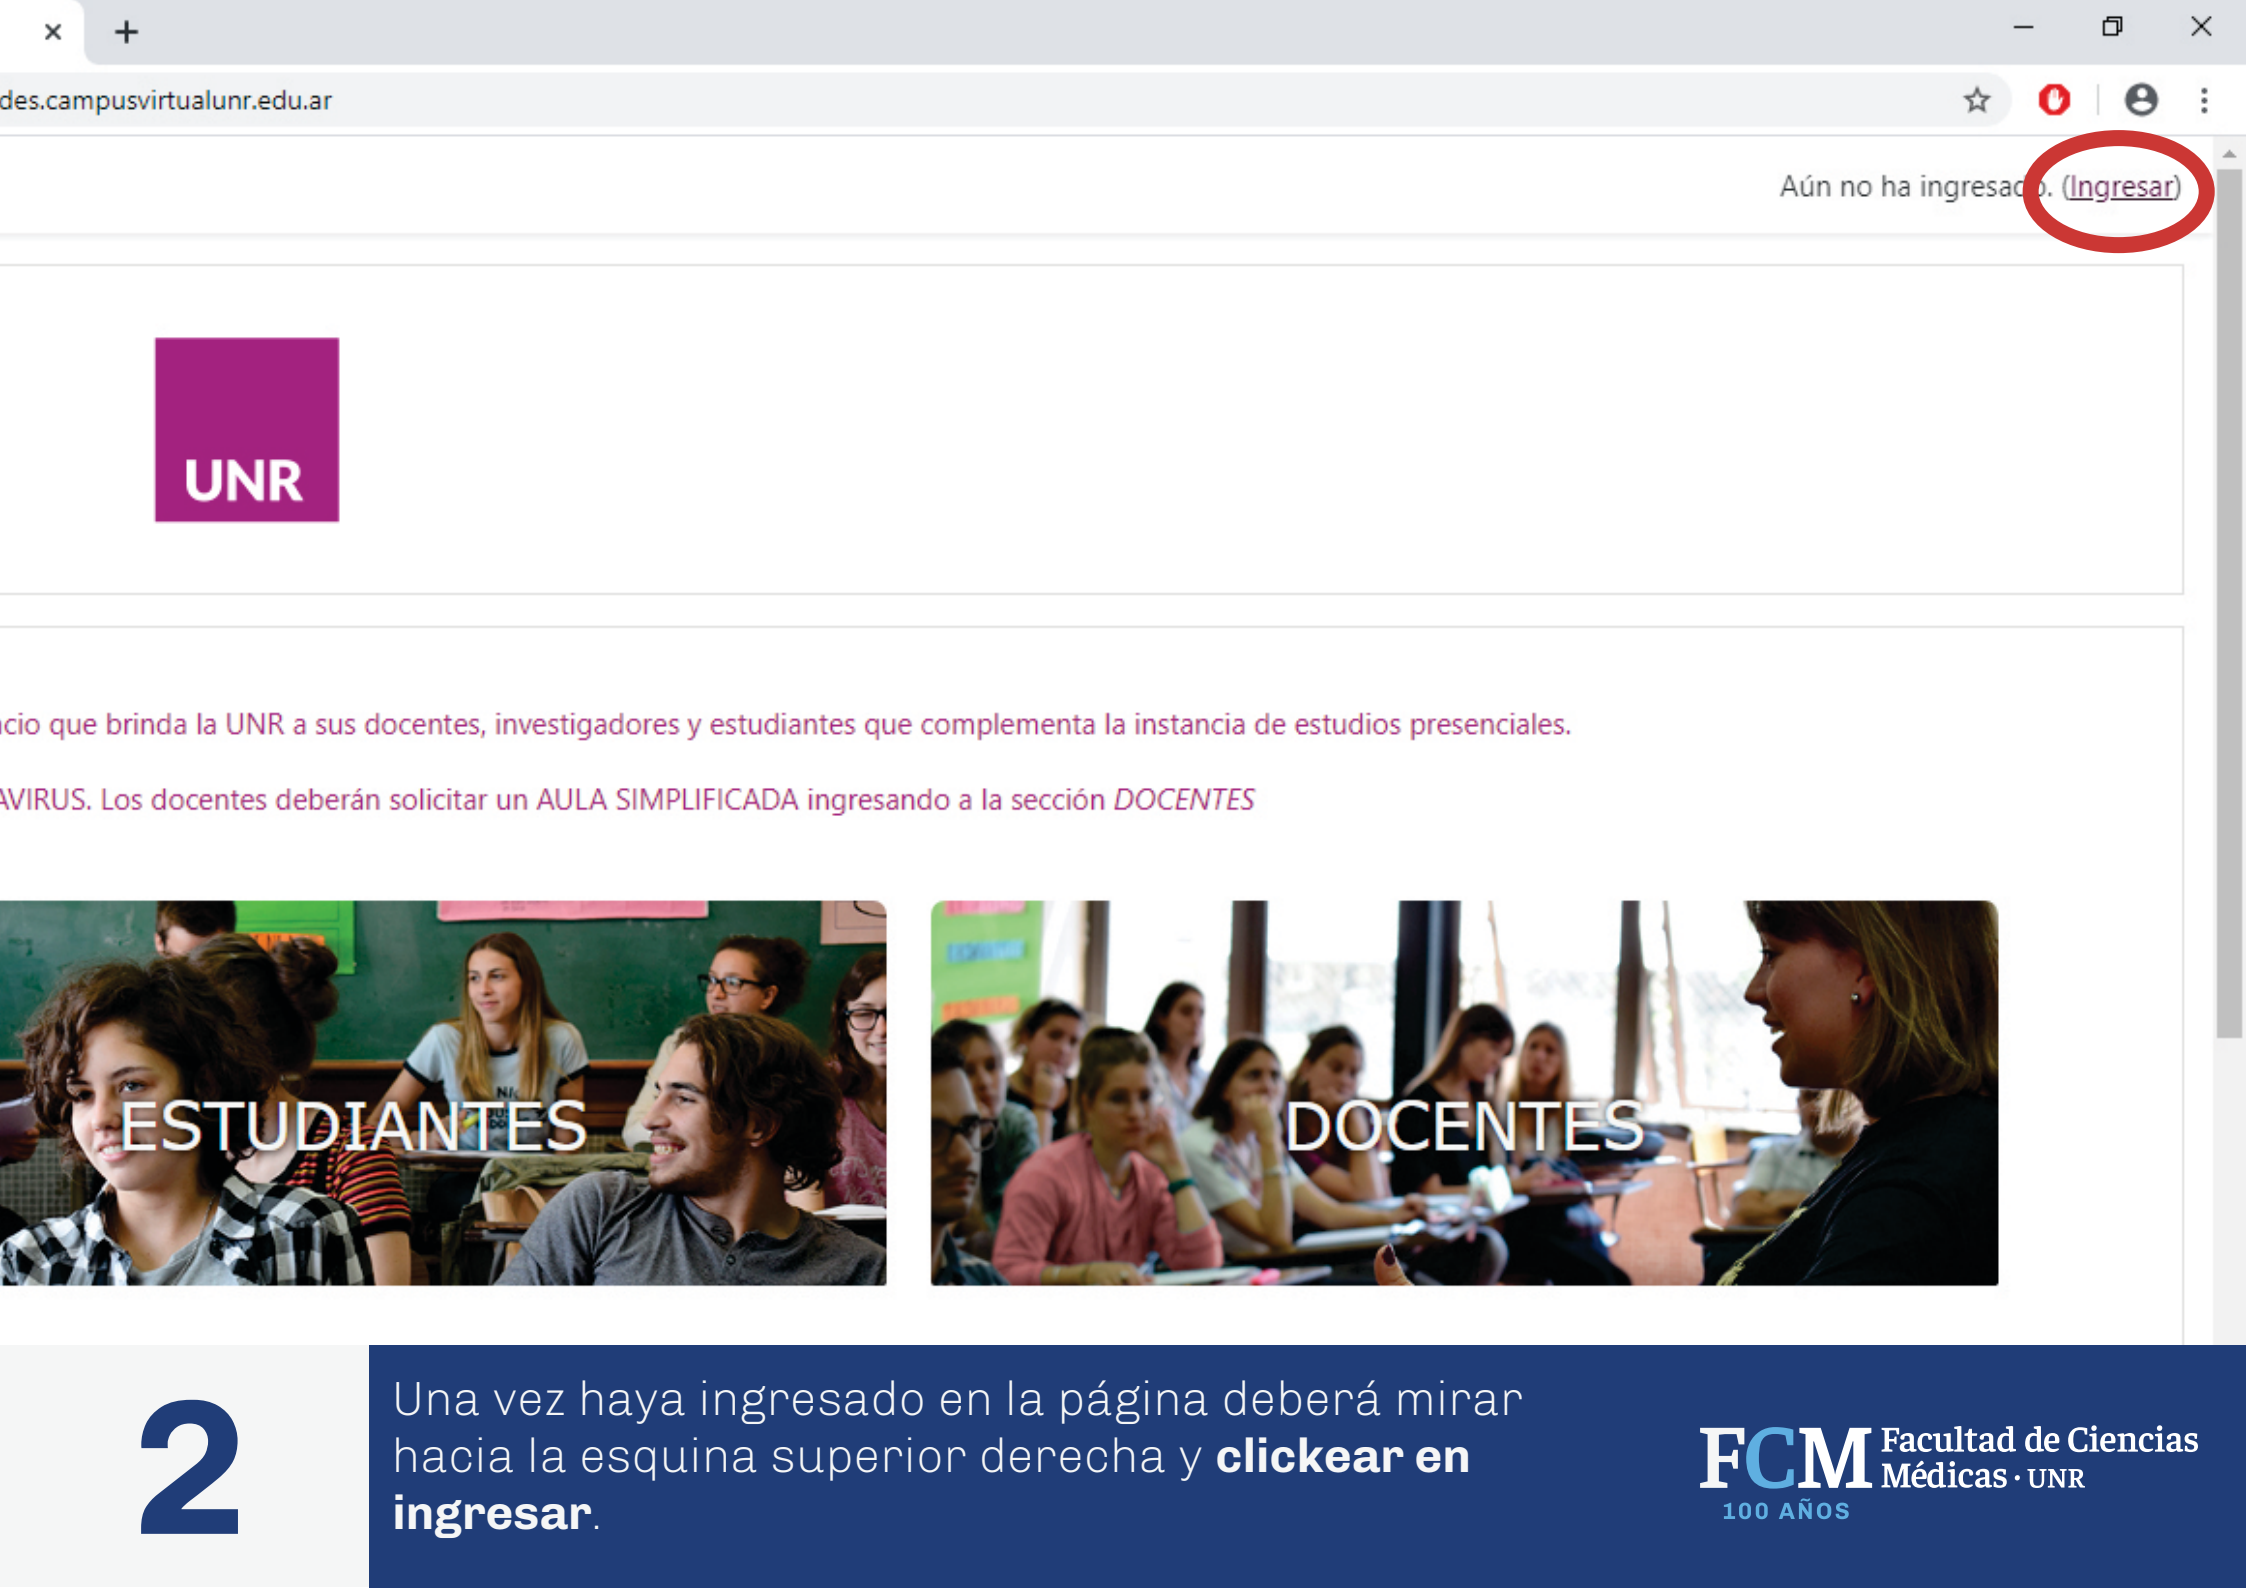 des.campusvirtualunr.edu.ar
Aún no ha ingresado. (Ingresar)
UNR
cio que brinda la UNR a sus docentes, investigadores y estudiantes que complementa la instancia de estudios presenciales.
AVIRUS. Los docentes deberán solicitar un AULA SIMPLIFICADA ingresando a la sección DOCENTES
ESTUDIANTES
DOCENTES
2
Una vez haya ingresado en la página deberá mirar
hacia la esquina superior derecha y clickear en
ingresar.
FCM Facultad de Ciencias
Médicas · UNR
100 AÑOS